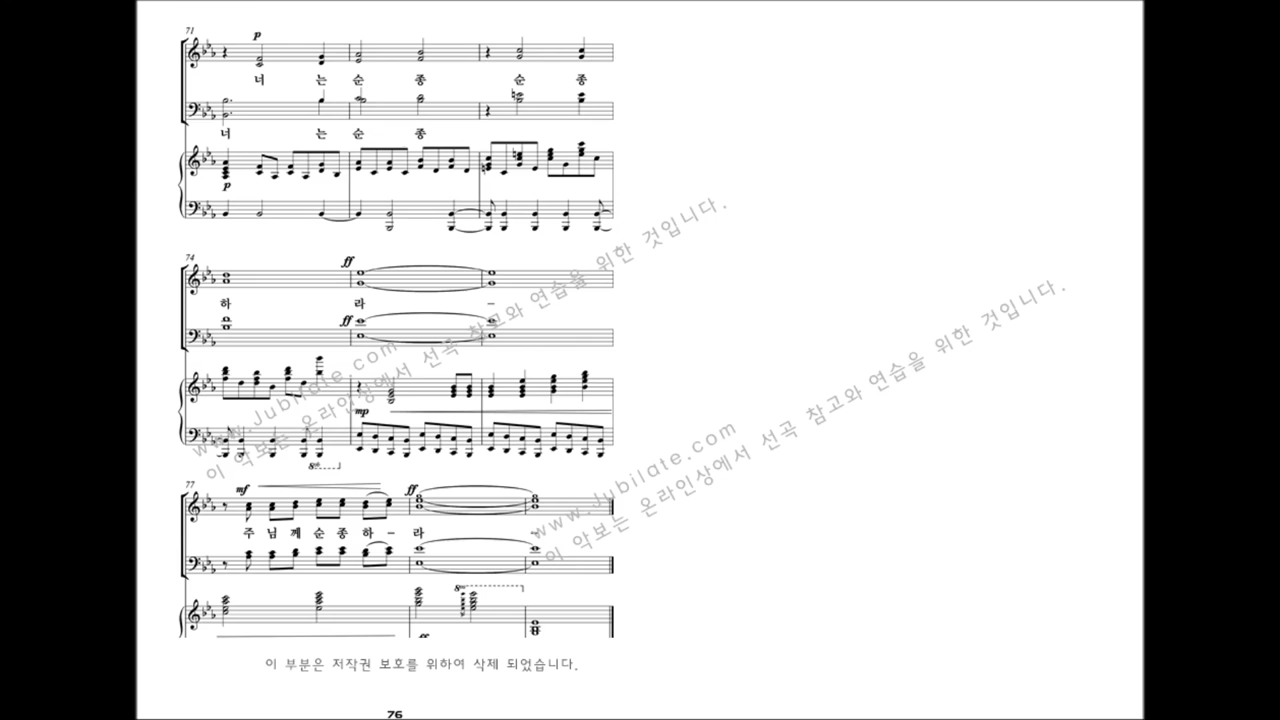 71
p
너 는 순 종 순 종
너 는 순 종
p
74
ff
하 라 -
ff
mp
8vb
77
mf ff
주 님 께 순 종 하 - 라 -
8va
ff
www.Jubilate.com
이 악보는 온라인상에서 선곡 참고와 연습을 위한 것입니다.
www.Jubilate.com
이 악보는 온라인상에서 선곡 참고와 연습을 위한 것입니다.
이 부분은 저작권 보호를 위하여 삭제 되었습니다.
76